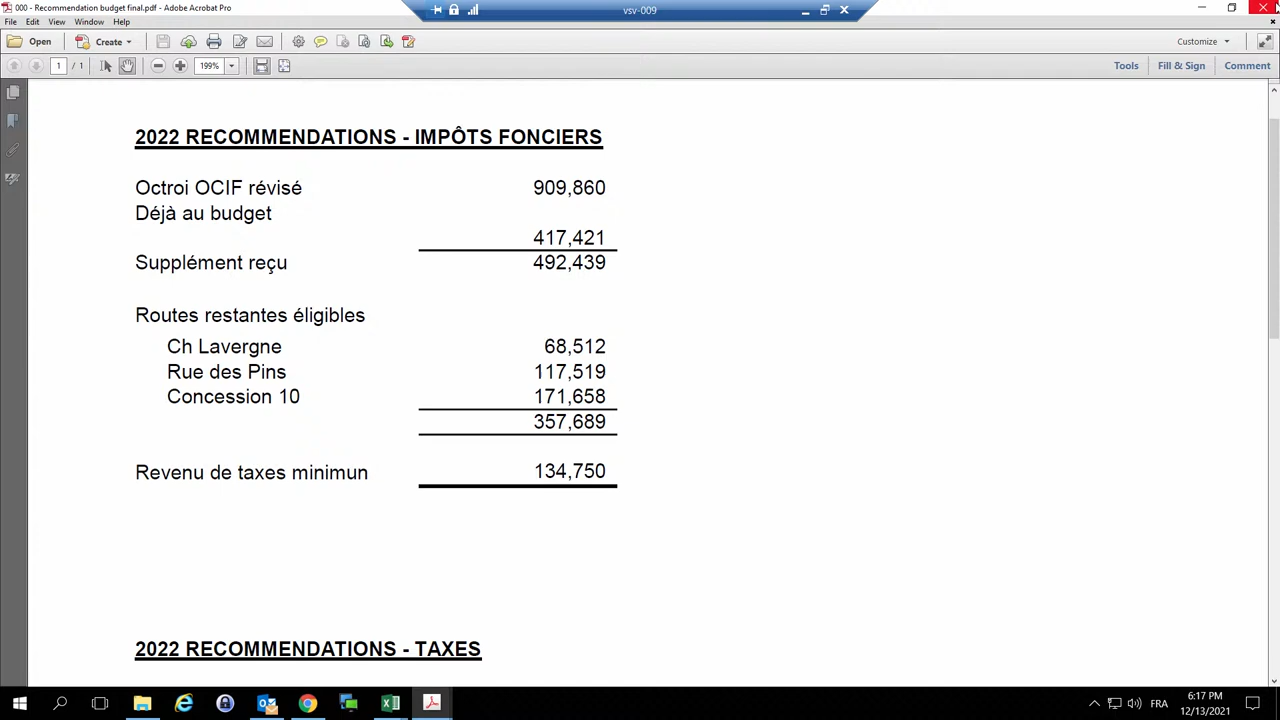 000 - Recommendation budget final.pdf - Adobe Acrobat Pro
vsv-009
File Edit View Window Help
Open Create Customize
1 / 1 199% Tools Fill & Sign Comment
2022 RECOMMENDATIONS - IMPÔTS FONCIERS
Octroi OCIF révisé 909,860
Déjà au budget
417,421
Supplément reçu 492,439
Routes restantes éligibles
Ch Lavergne 68,512
Rue des Pins 117,519
Concession 10 171,658
357,689
Revenu de taxes minimun 134,750
2022 RECOMMENDATIONS - TAXES
6:17 PM
FR
12/13/2021